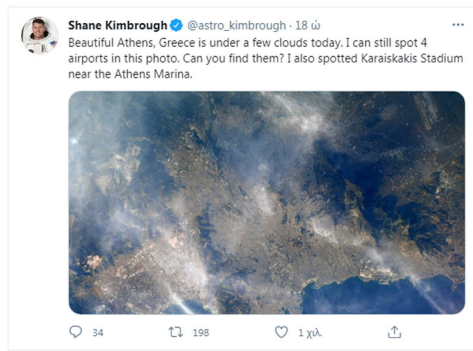 Shane Kimbrough @astro_kimbrough · 18 ώ
Beautiful Athens, Greece is under a few clouds today. I can still spot 4
airports in this photo. Can you find them? I also spotted Karaiskakis Stadium
near the Athens Marina.
34 198 1 χιλ.